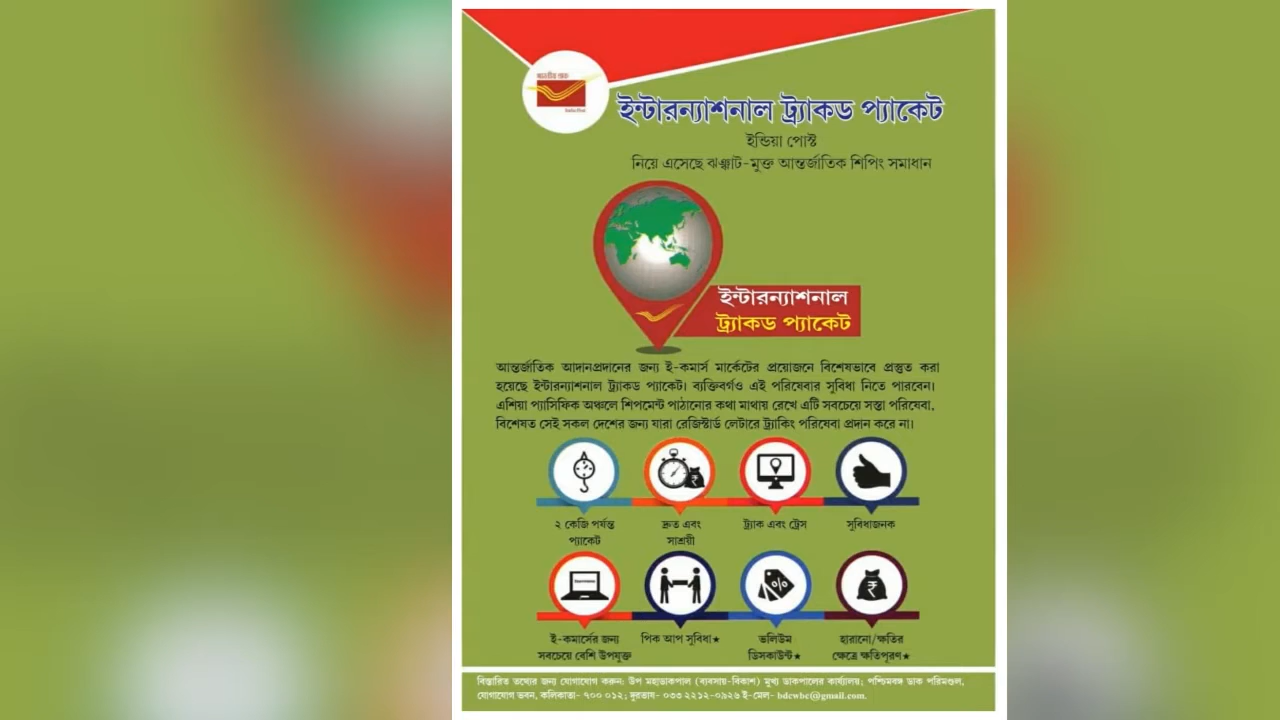 ভারতীয় ডাক
India Post
ইন্টারন্যাশনাল ট্র্যাকড প্যাকেট
ইন্ডিয়া পোস্ট
নিয়ে এসেছে ঝঞ্ঝাট-মুক্ত আন্তর্জাতিক শিপিং সমাধান
ইন্টারন্যাশনাল
ট্র্যাকড প্যাকেট
আন্তর্জাতিক আদানপ্রদানের জন্য ই-কমার্স মার্কেটের প্রয়োজনে বিশেষভাবে প্রস্তুত করা
হয়েছে ইন্টারন্যাশনাল ট্র্যাকড প্যাকেট। ব্যক্তিবর্গও এই পরিষেবার সুবিধা নিতে পারবেন।
এশিয়া প্যাসিফিক অঞ্চলে শিপমেন্ট পাঠানোর কথা মাথায় রেখে এটি সবচেয়ে সস্তা পরিষেবা,
বিশেষত সেই সকল দেশের জন্য যারা রেজিস্টার্ড লেটারে ট্র্যাকিং পরিষেবা প্রদান করে না।
২ কেজি পর্যন্ত
প্যাকেট
দ্রুত এবং
সাশ্রয়ী
ট্র্যাক এবং ট্রেস
সুবিধাজনক
ই-কমার্সের জন্য
সবচেয়ে বেশি উপযুক্ত
পিক আপ সুবিধা★
ভলিউম
ডিসকাউন্ট★
হারানো/ক্ষতির
ক্ষেত্রে ক্ষতিপূরণ★
বিস্তারিত তথ্যের জন্য যোগাযোগ করুন: উপ মহাডাকপাল (ব্যবসায়-বিকাশ) মুখ্য ডাকপালের কার্য্যালয়; পশ্চিমবঙ্গ ডাক পরিমণ্ডল,
যোগাযোগ ভবন, কলিকাতা- ৭০০ ০১২; দূরভাষ- ০৩৩ ২২১২-০৯২৬ ই-মেল- bdcwbc@gmail.com.